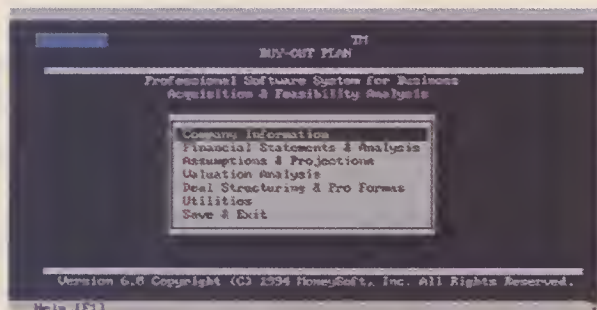 TM
BUY-OUT PLAN
Professional Software System for Business
Acquisition & Feasibility Analysis
Company Information
Financial Statements & Analysis
Assumptions & Projections
Valuation Analysis
Deal Structuring & Pro Formas
Utilities
Save & Exit
Version 6.0 Copyright (C) 1994 MoneySoft, Inc. All Rights Reserved.
Help [F1]